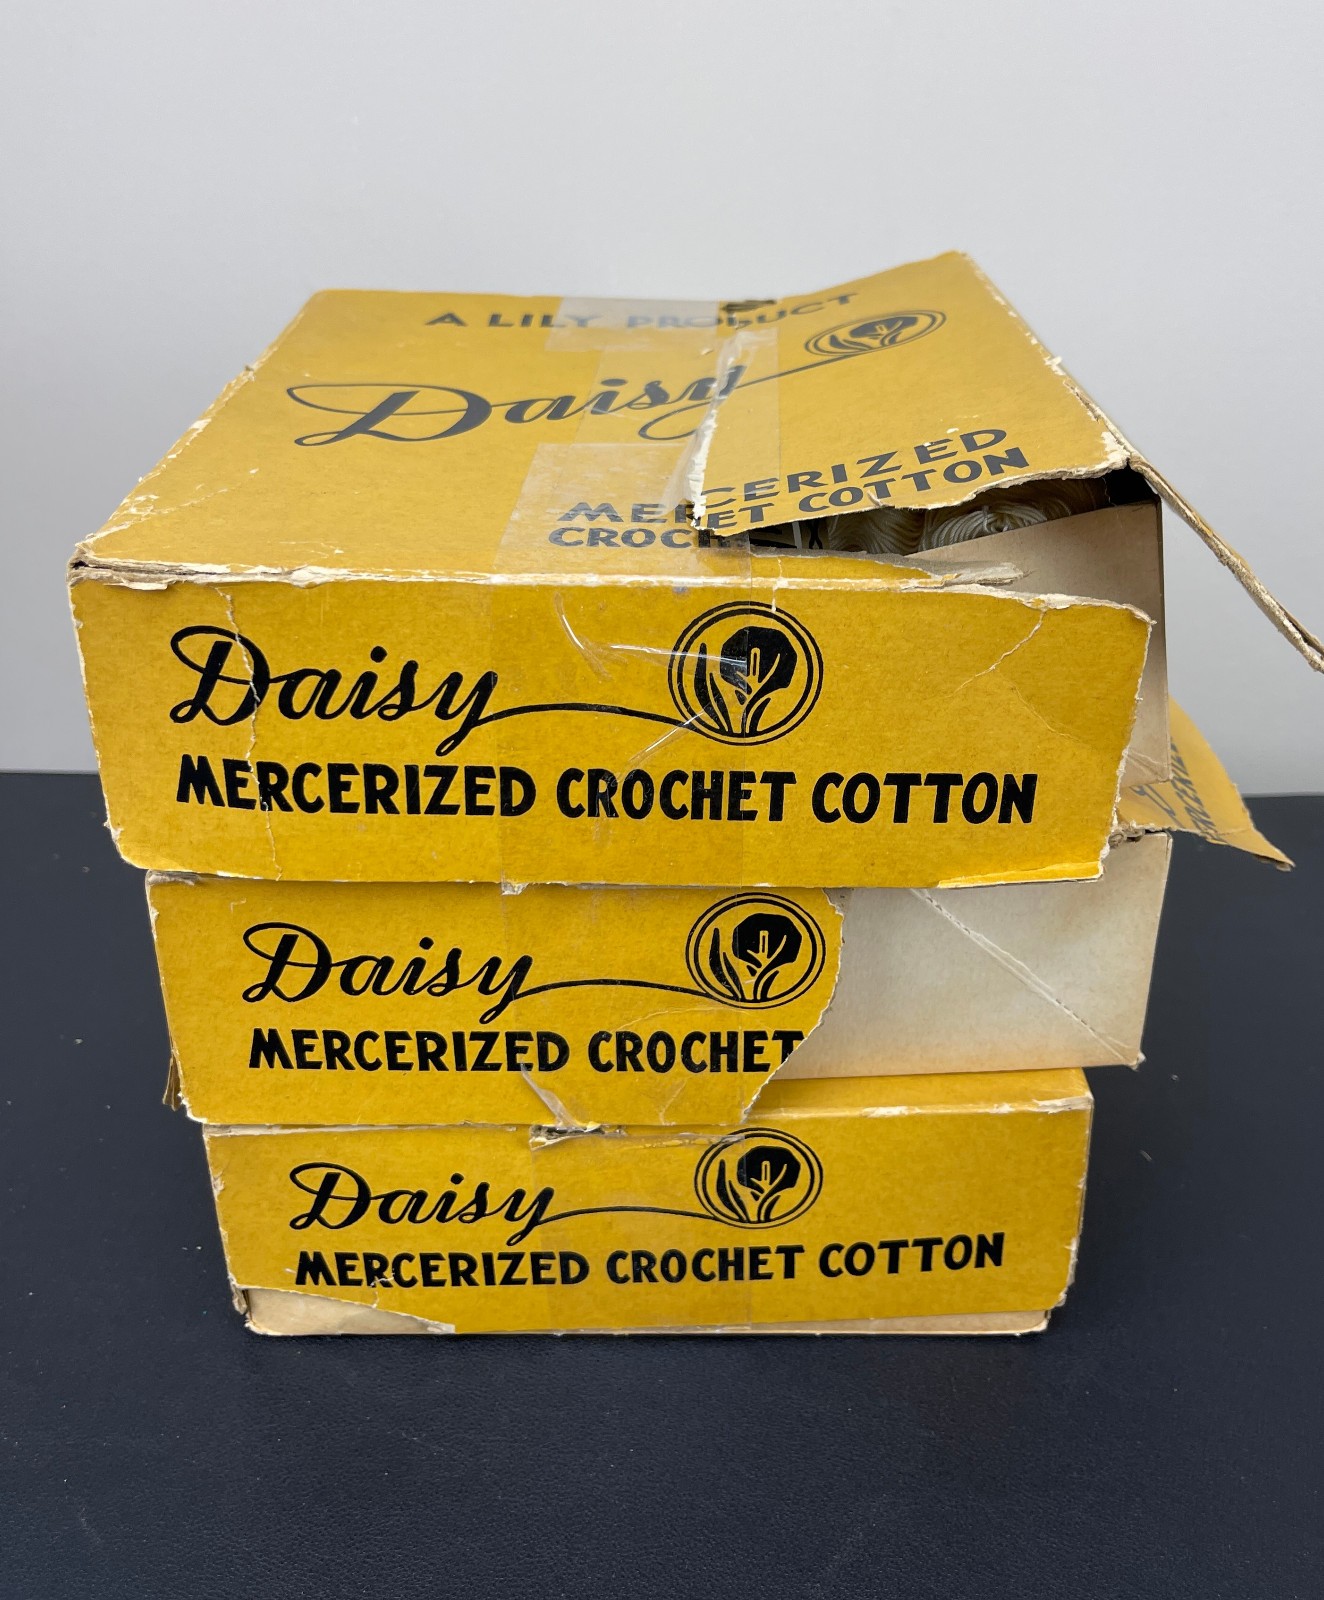 A LILY PRODUCT
Daisy
MERCERIZED
CROCHET COTTON
Daisy
MERCERIZED CROCHET COTTON
Daisy
MERCERIZED CROCHET
Daisy
MERCERIZED CROCHET COTTON